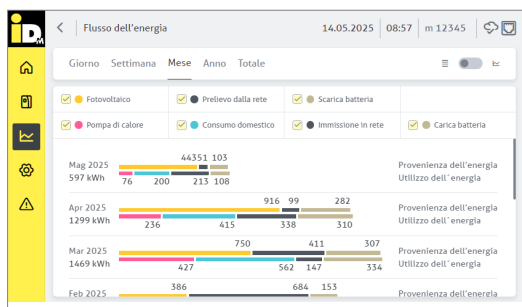 iD M
Flusso dell'energia 14.05.2025 08:57 m 12345
Giorno Settimana Mese Anno Totale
Fotovoltaico Prelievo dalla rete Scarica batteria
Pompa di calore Consumo domestico Immissione in rete Carica batteria
44351 103
Mag 2025 Provenienza dell'energia
597 kWh 76 200 213 108 Utilizzo dell´energia
916 99 282
Apr 2025 Provenienza dell'energia
1299 kWh 236 415 338 310 Utilizzo dell´energia
750 411 307
Mar 2025 Provenienza dell'energia
1469 kWh 427 562 147 334 Utilizzo dell´energia
386 684 153
Feb 2025 Provenienza dell'energia